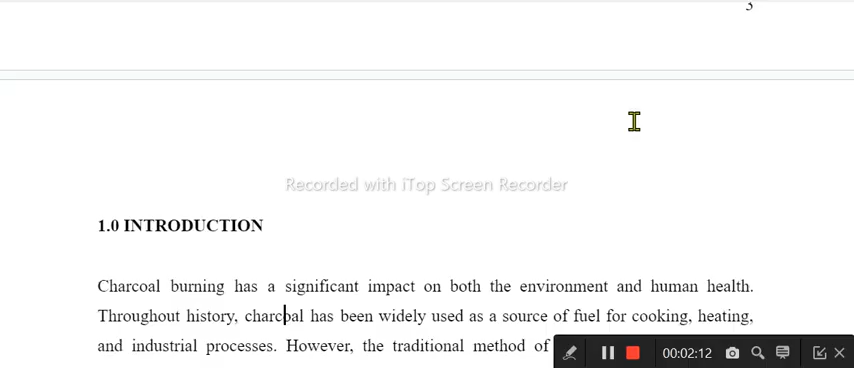 Recorded with iTop Screen Recorder
1.0 INTRODUCTION
Charcoal burning has a significant impact on both the environment and human health.
Throughout history, charcoal has been widely used as a source of fuel for cooking, heating,
and industrial processes. However, the traditional method of
00:02:12